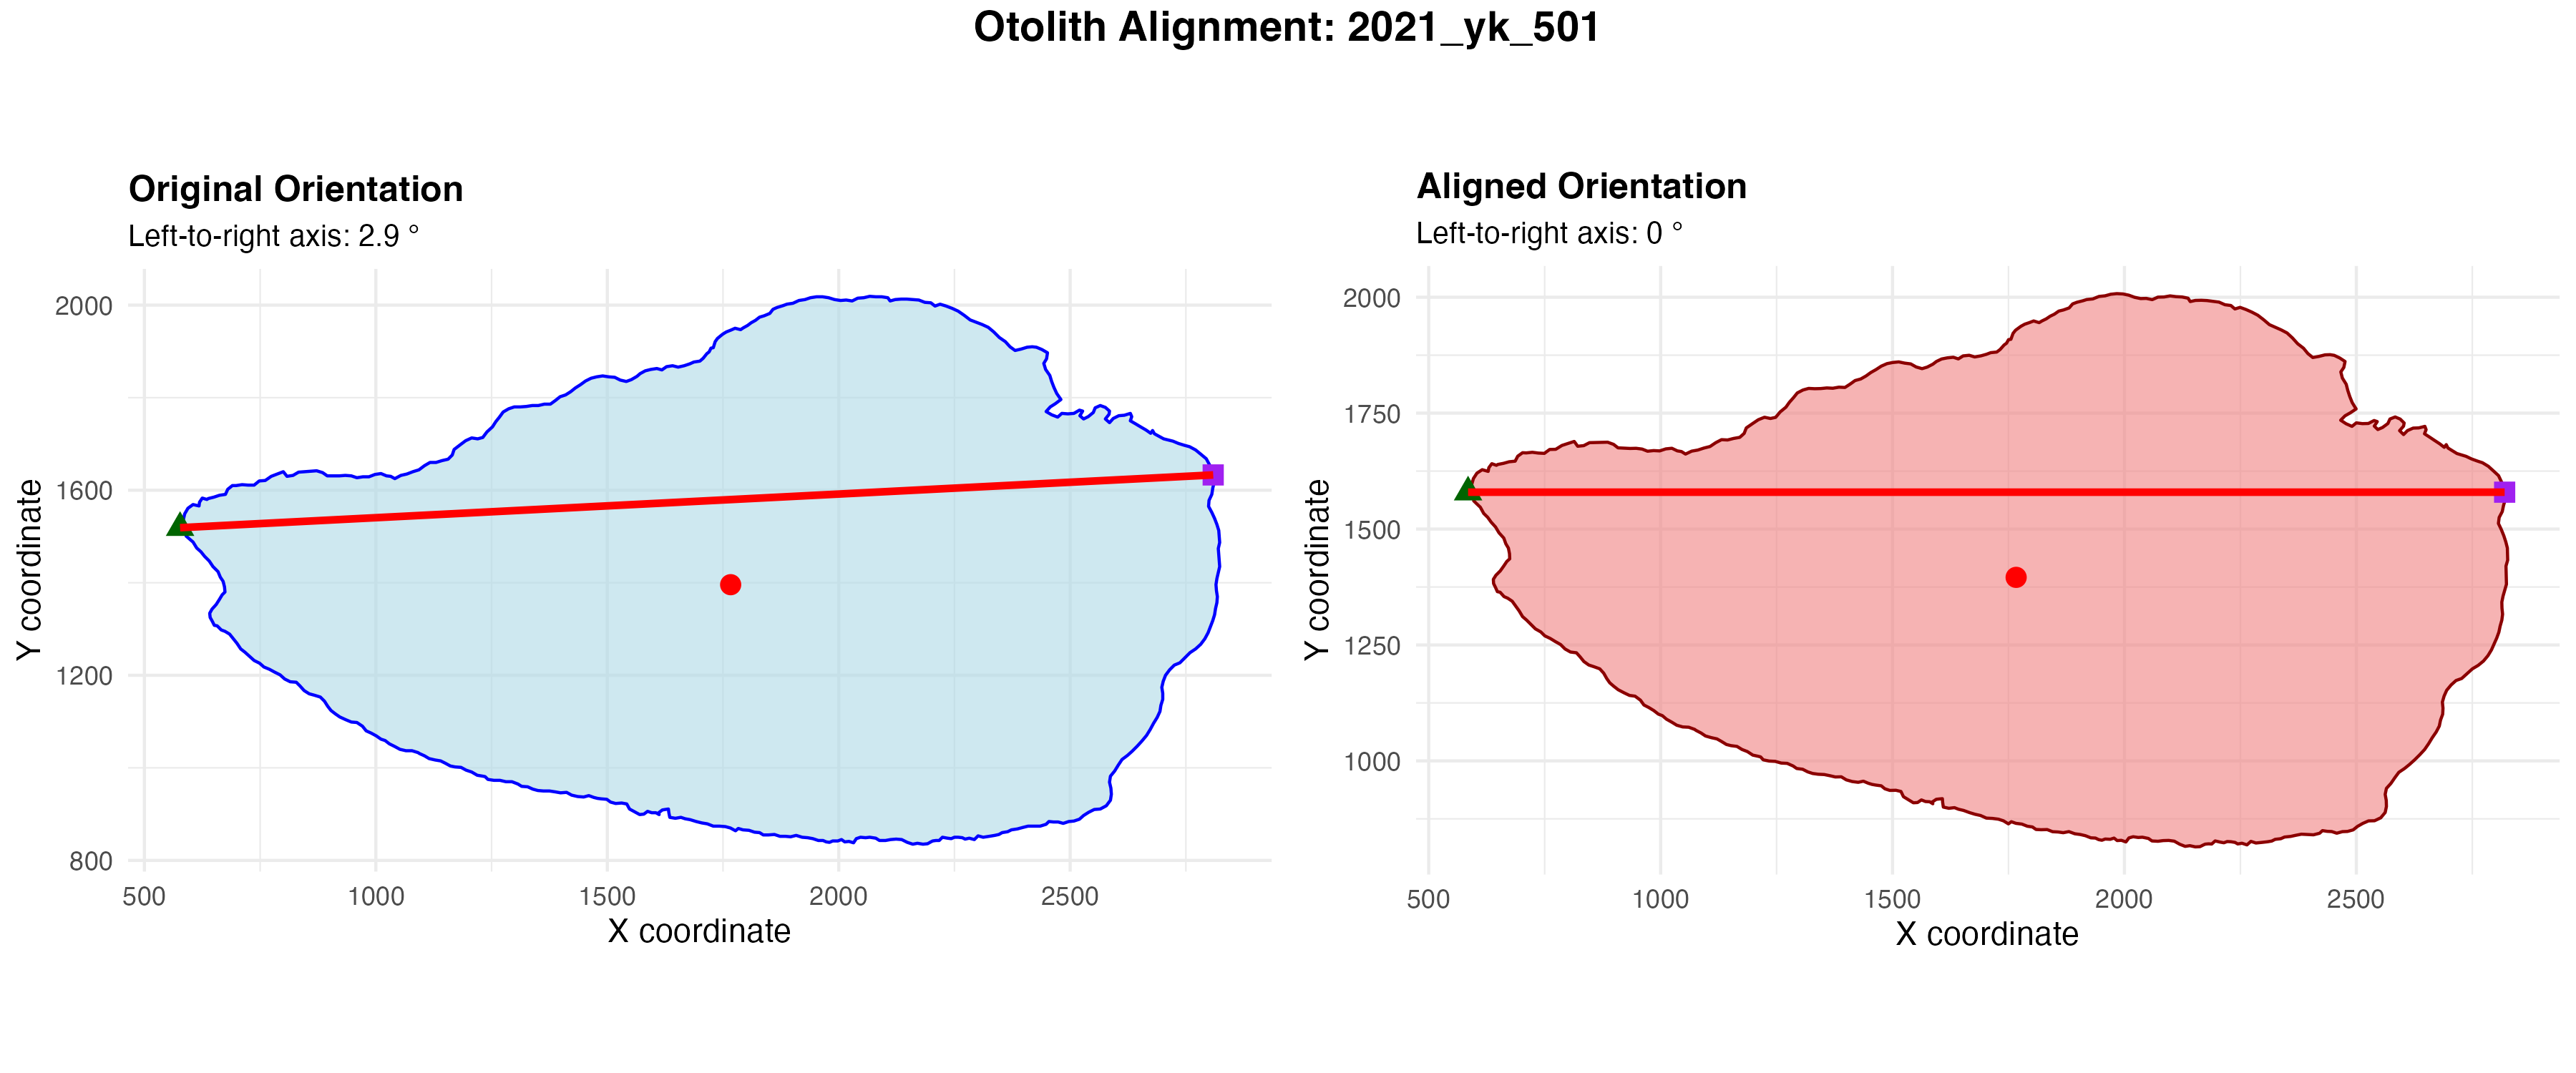 Otolith Alignment: 2021_yk_501
Original Orientation
Left-to-right axis: 2.9 °
2000
1600
1200
800
Y coordinate
500 1000 1500 2000 2500
X coordinate
Aligned Orientation
Left-to-right axis: 0 °
2000
1750
1500
1250
1000
Y coordinate
500 1000 1500 2000 2500
X coordinate